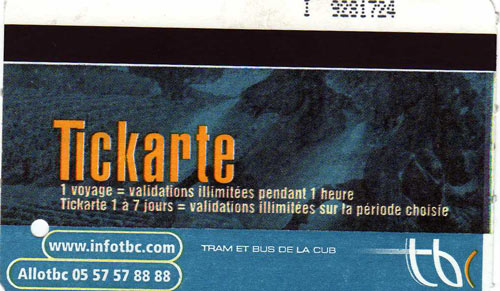 T 9281724
Tickarte
1 voyage = validations illimitées pendant 1 heure
Tickarte 1 à 7 jours = validations illimitées sur la période choisie
www.infotbc.com
TRAM ET BUS DE LA CUB
tbc
Allotbc 05 57 57 88 88